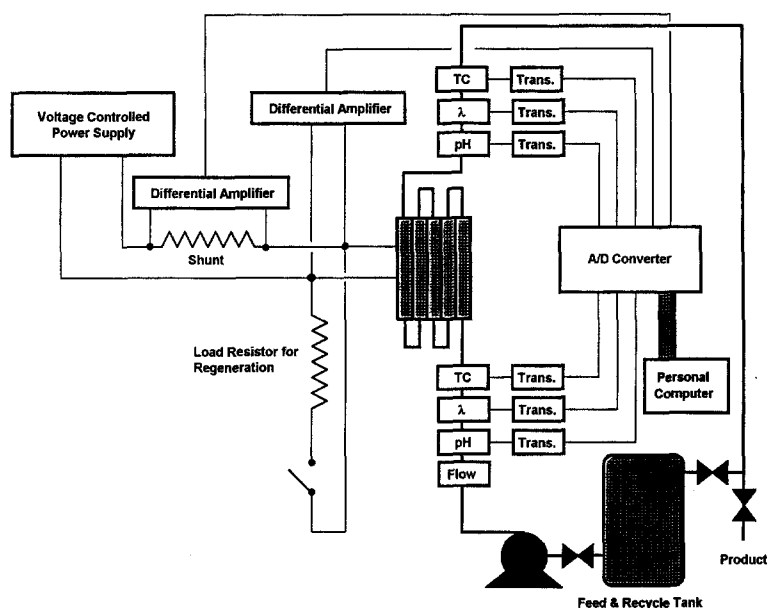 TC
Trans.
λ
Trans.
pH
Trans.
Voltage Controlled
Power Supply
Differential Amplifier
Differential Amplifier
Shunt
A/D Converter
Load Resistor for
Regeneration
TC
Trans.
λ
Trans.
pH
Trans.
Flow
Personal
Computer
Product
Feed & Recycle Tank